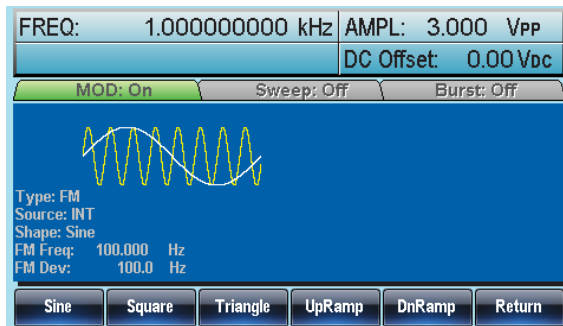 FREQ: 1.000000000 kHz AMPL: 3.000 VPP
DC Offset: 0.00 VDC
MOD: On Sweep: Off Burst: Off
Type: FM
Source: INT
Shape: Sine
FM Freq: 100.000 Hz
FM Dev: 100.0 Hz
Sine Square Triangle UpRamp DnRamp Return